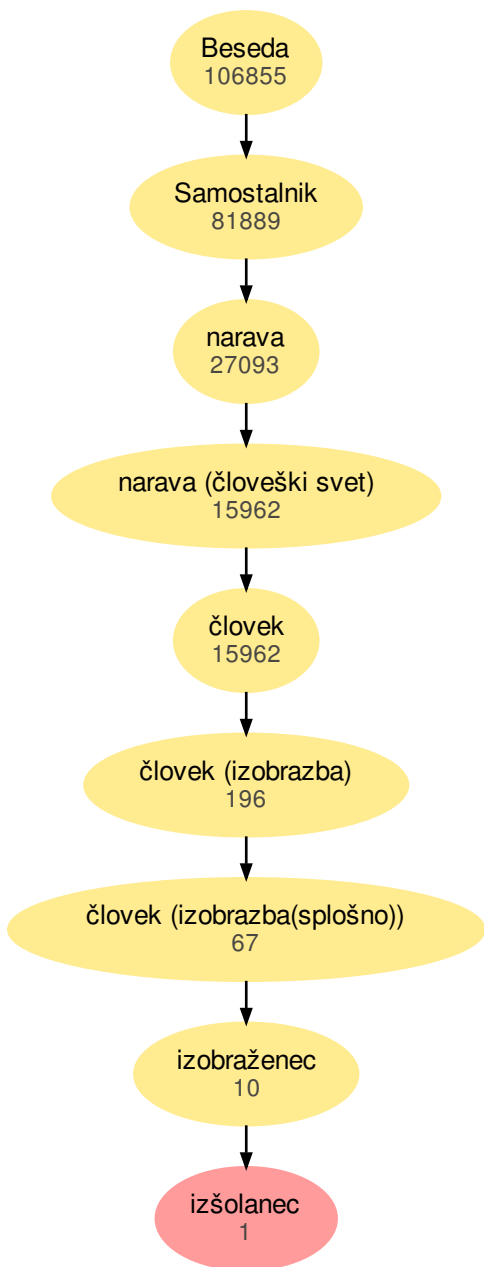 Beseda
106855
Samostalnik
81889
narava
27093
narava (človeški svet)
15962
človek
15962
človek (izobrazba)
196
človek (izobrazba(splošno))
67
izobraženec
10
izšolanec
1